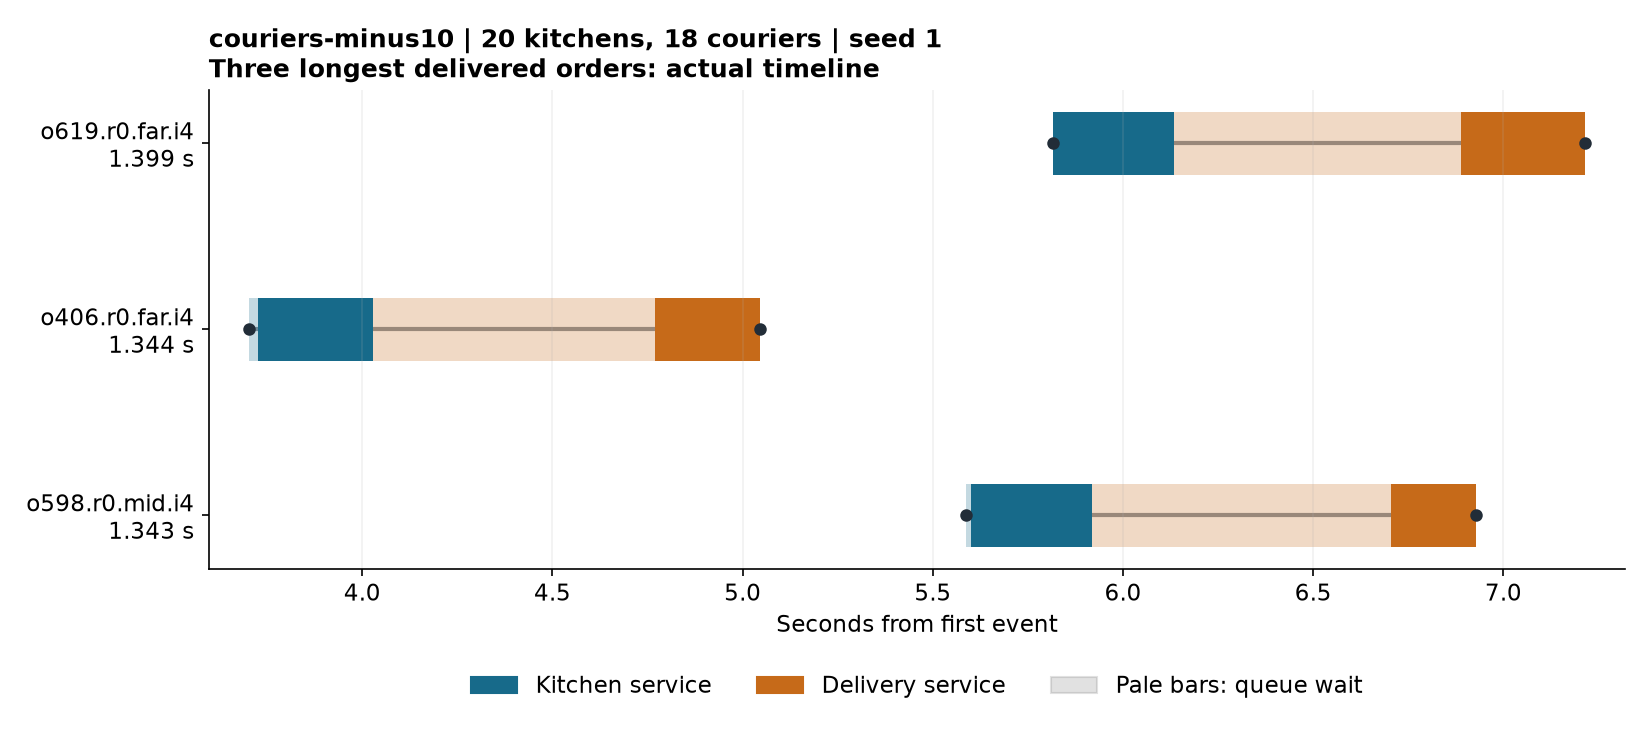 couriers-minus10 | 20 kitchens, 18 couriers | seed 1
Three longest delivered orders: actual timeline
o619.r0.far.i4
1.399 s
o406.r0.far.i4
1.344 s
o598.r0.mid.i4
1.343 s
4.0 4.5 5.0 5.5 6.0 6.5 7.0
Seconds from first event
Kitchen service Delivery service Pale bars: queue wait